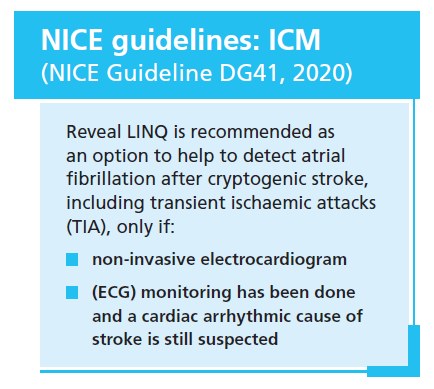 NICE guidelines: ICM
(NICE Guideline DG41, 2020)
Reveal LINQ is recommended as
an option to help to detect atrial
fibrillation after cryptogenic stroke,
including transient ischaemic attacks
(TIA), only if:
non-invasive electrocardiogram
(ECG) monitoring has been done
and a cardiac arrhythmic cause of
stroke is still suspected